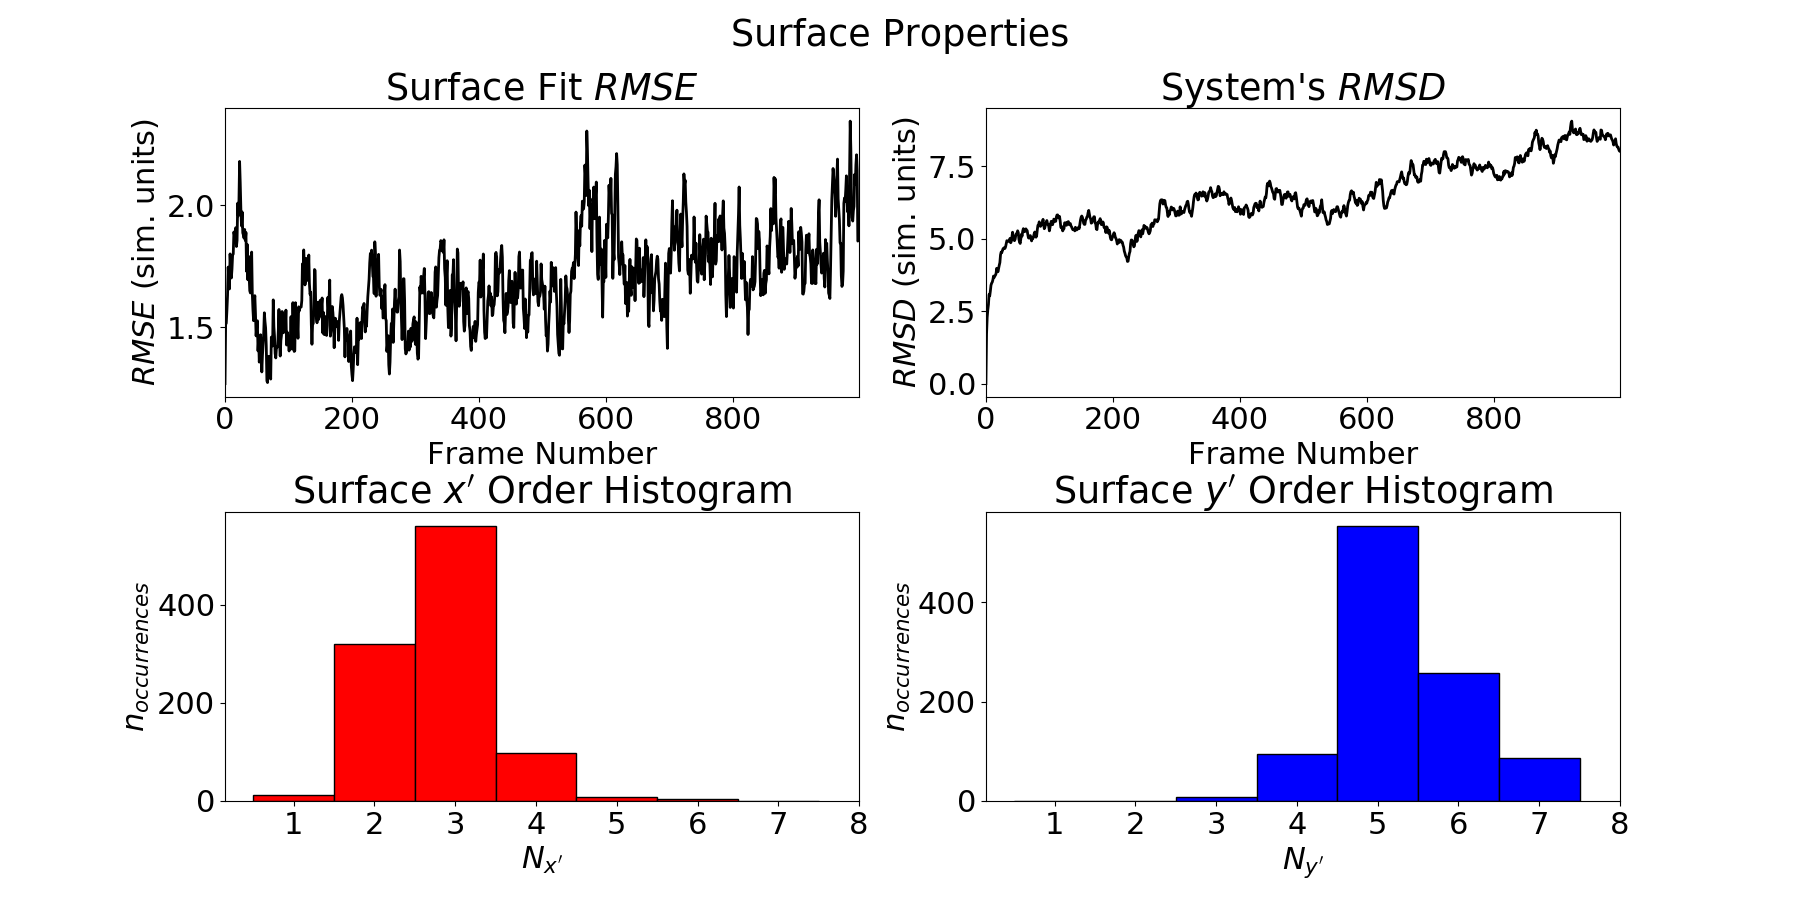 Surface Properties
Surface Fit RMSE
RMSE (sim. units)
2.0
1.5
0 200 400 600 800
Frame Number
System's RMSD
RMSD (sim. units)
7.5
5.0
2.5
0.0
0 200 400 600 800
Frame Number
Surface x′ Order Histogram
n_occurrences
400
200
0
1 2 3 4 5 6 7 8
N_x′
Surface y′ Order Histogram
n_occurrences
400
200
0
1 2 3 4 5 6 7 8
N_y′